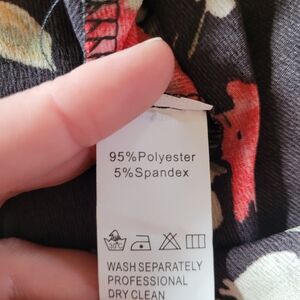 95%Polyester
5%Spandex
WASH SEPARATELY
PROFESSIONAL
DRY CLEAN